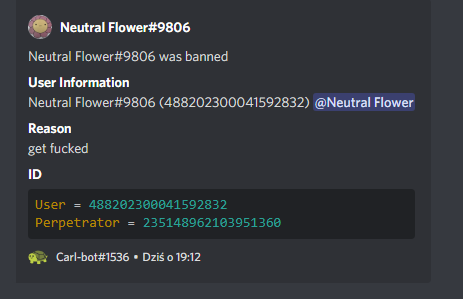 Neutral Flower#9806
Neutral Flower#9806 was banned
User Information
Neutral Flower#9806 (488202300041592832) @Neutral Flower
Reason
get fucked
ID
User = 488202300041592832
Perpetrator = 235148962103951360
Carl-bot#1536 • Dziś o 19:12